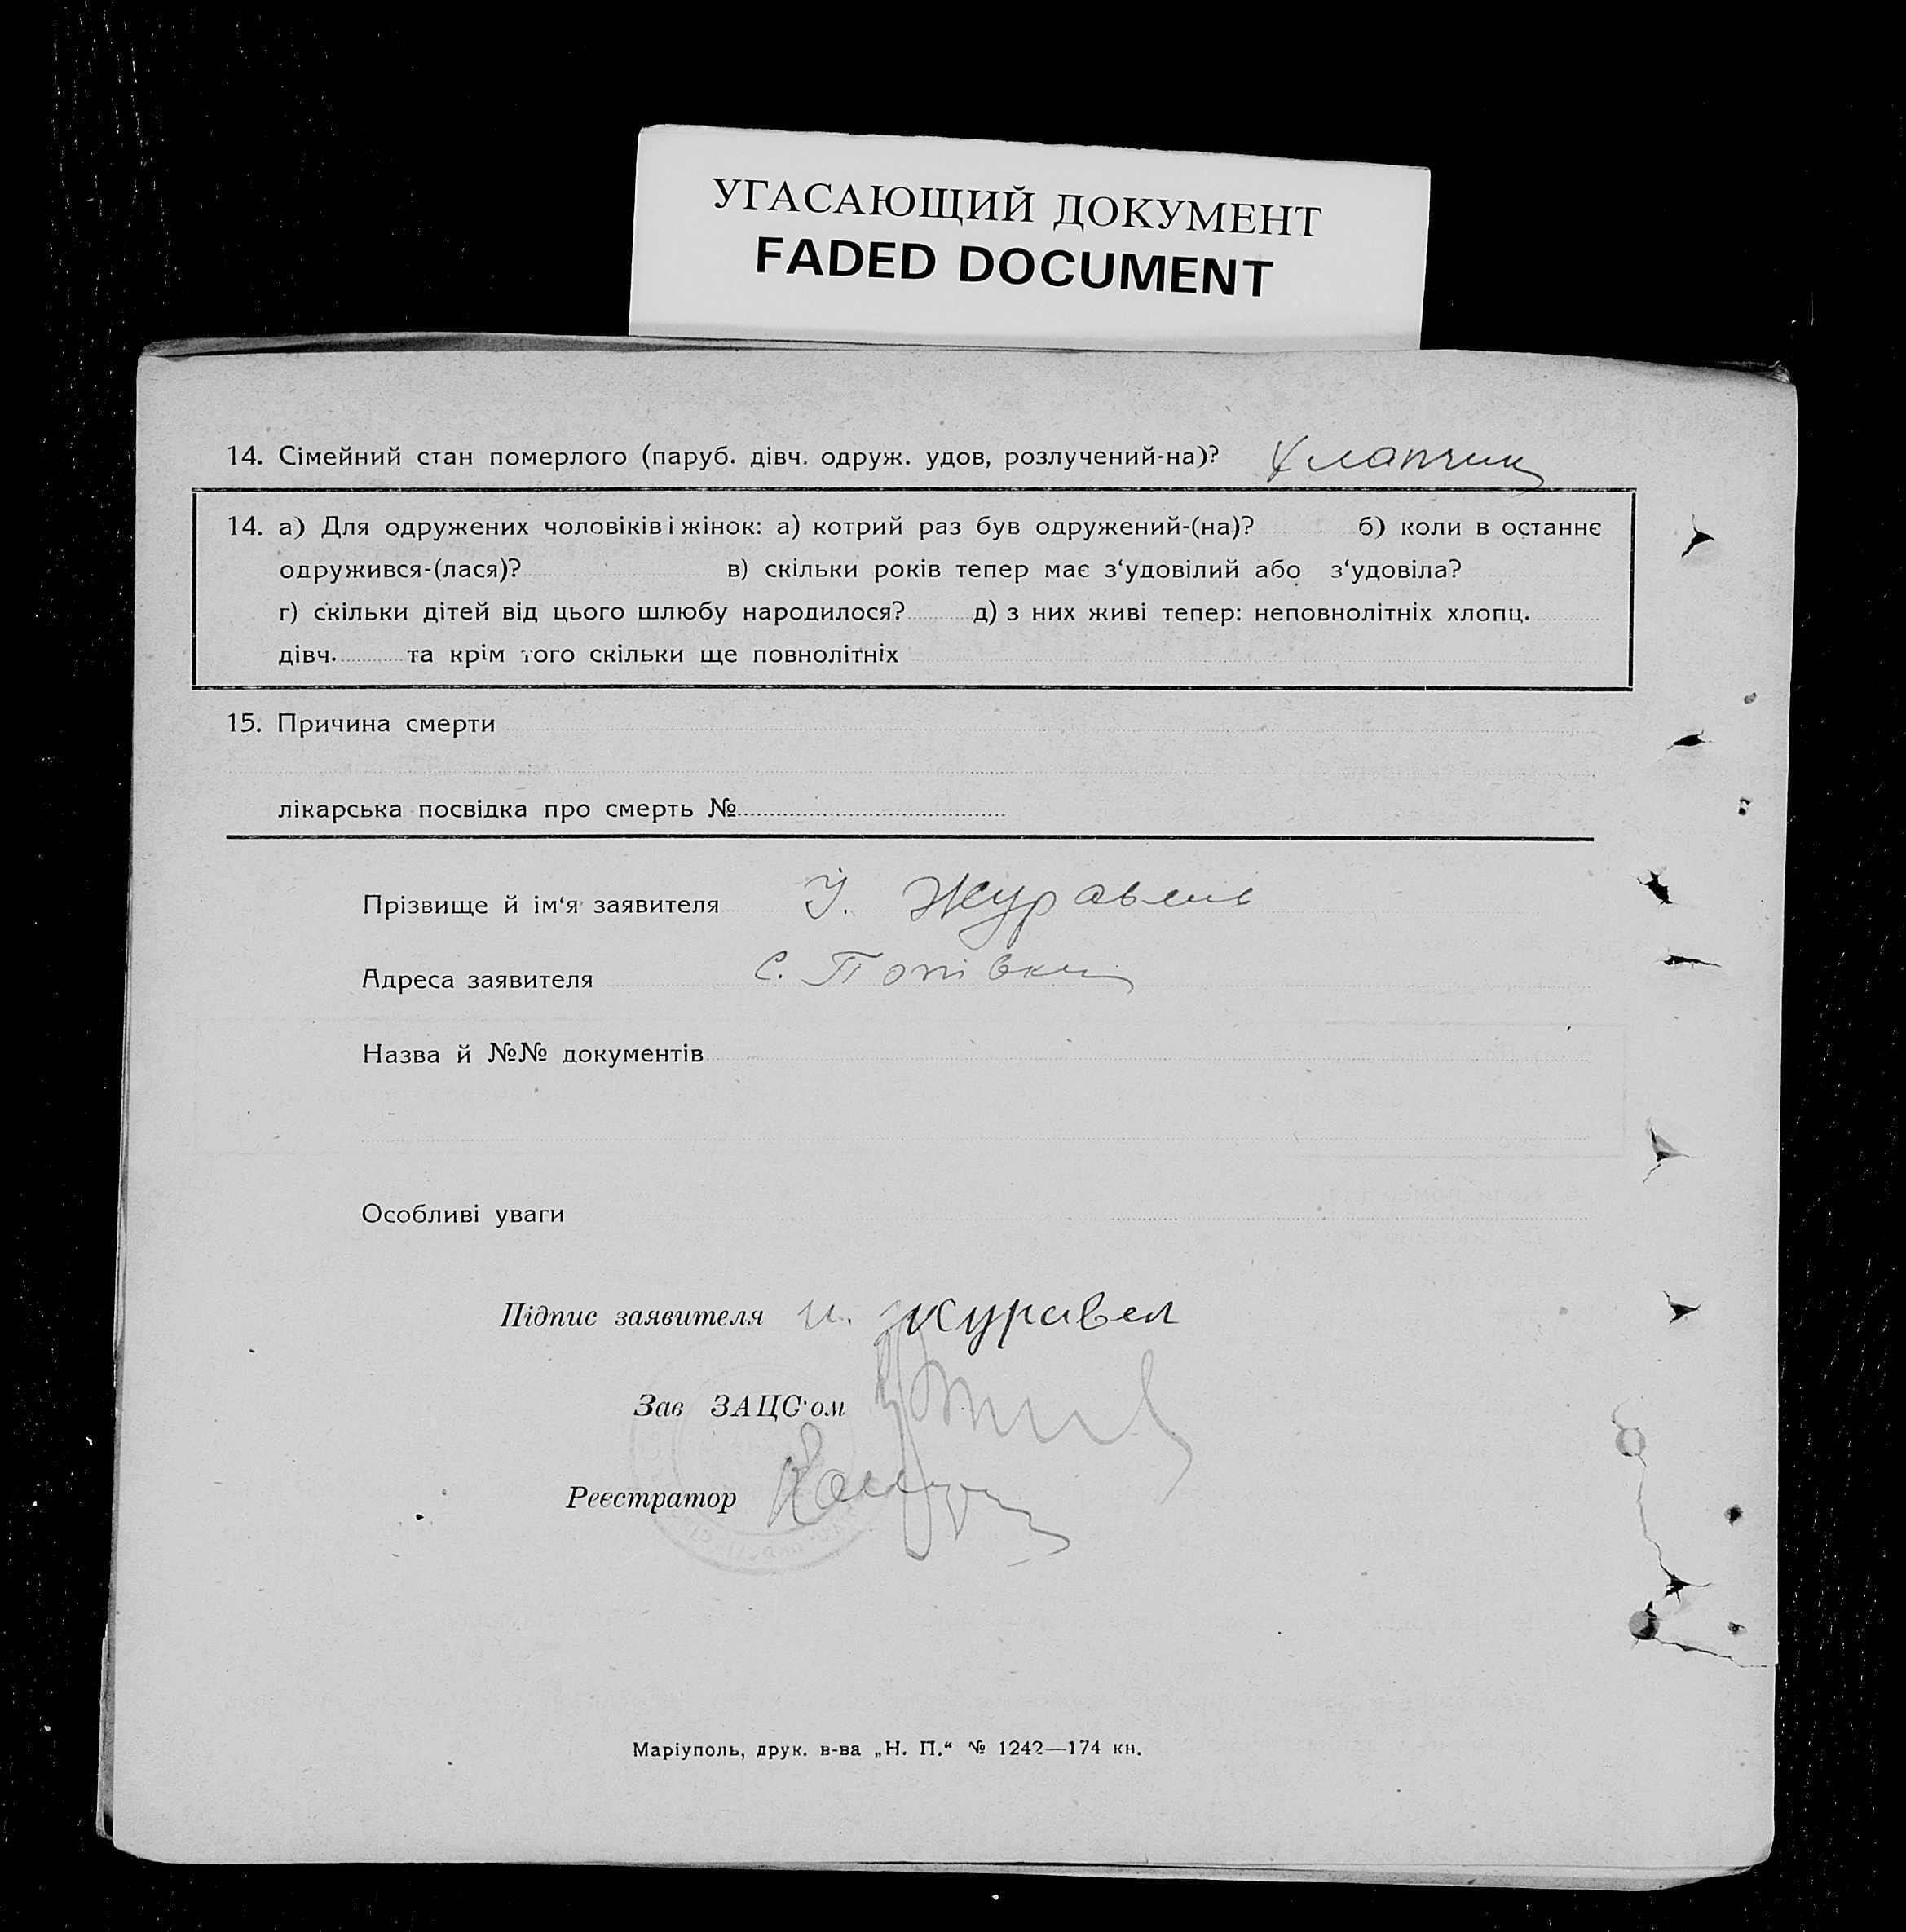 УГАСАЮЩИЙ ДОКУМЕНТ
FADED DOCUMENT
14. Сімейний стан померлого (паруб. дівч. одруж. удов, розлучений-на)? Хлапчик
14. а) Для одружених чоловіків і жінок: а) котрий раз був одружений-(на)? б) коли в останнє
одружився-(лася)? в) скільки років тепер має з‘удовілий або з‘удовіла?
г) скільки дітей від цього шлюбу народилося? д) з них живі тепер: неповнолітніх хлопц.
дівч. та крім того скільки ще повнолітніх
15. Причина смерти
лікарська посвідка про смерть №
Прізвище й ім‘я заявителя І. Журавель
Адреса заявителя с. Попівка
Назва й №№ документів
Особливі уваги
Підпис заявителя и. журавел
Зав ЗАЦС‘ом
Реєстратор
Маріуполь, друк. в-ва „Н. П.“ № 1242—174 кн.